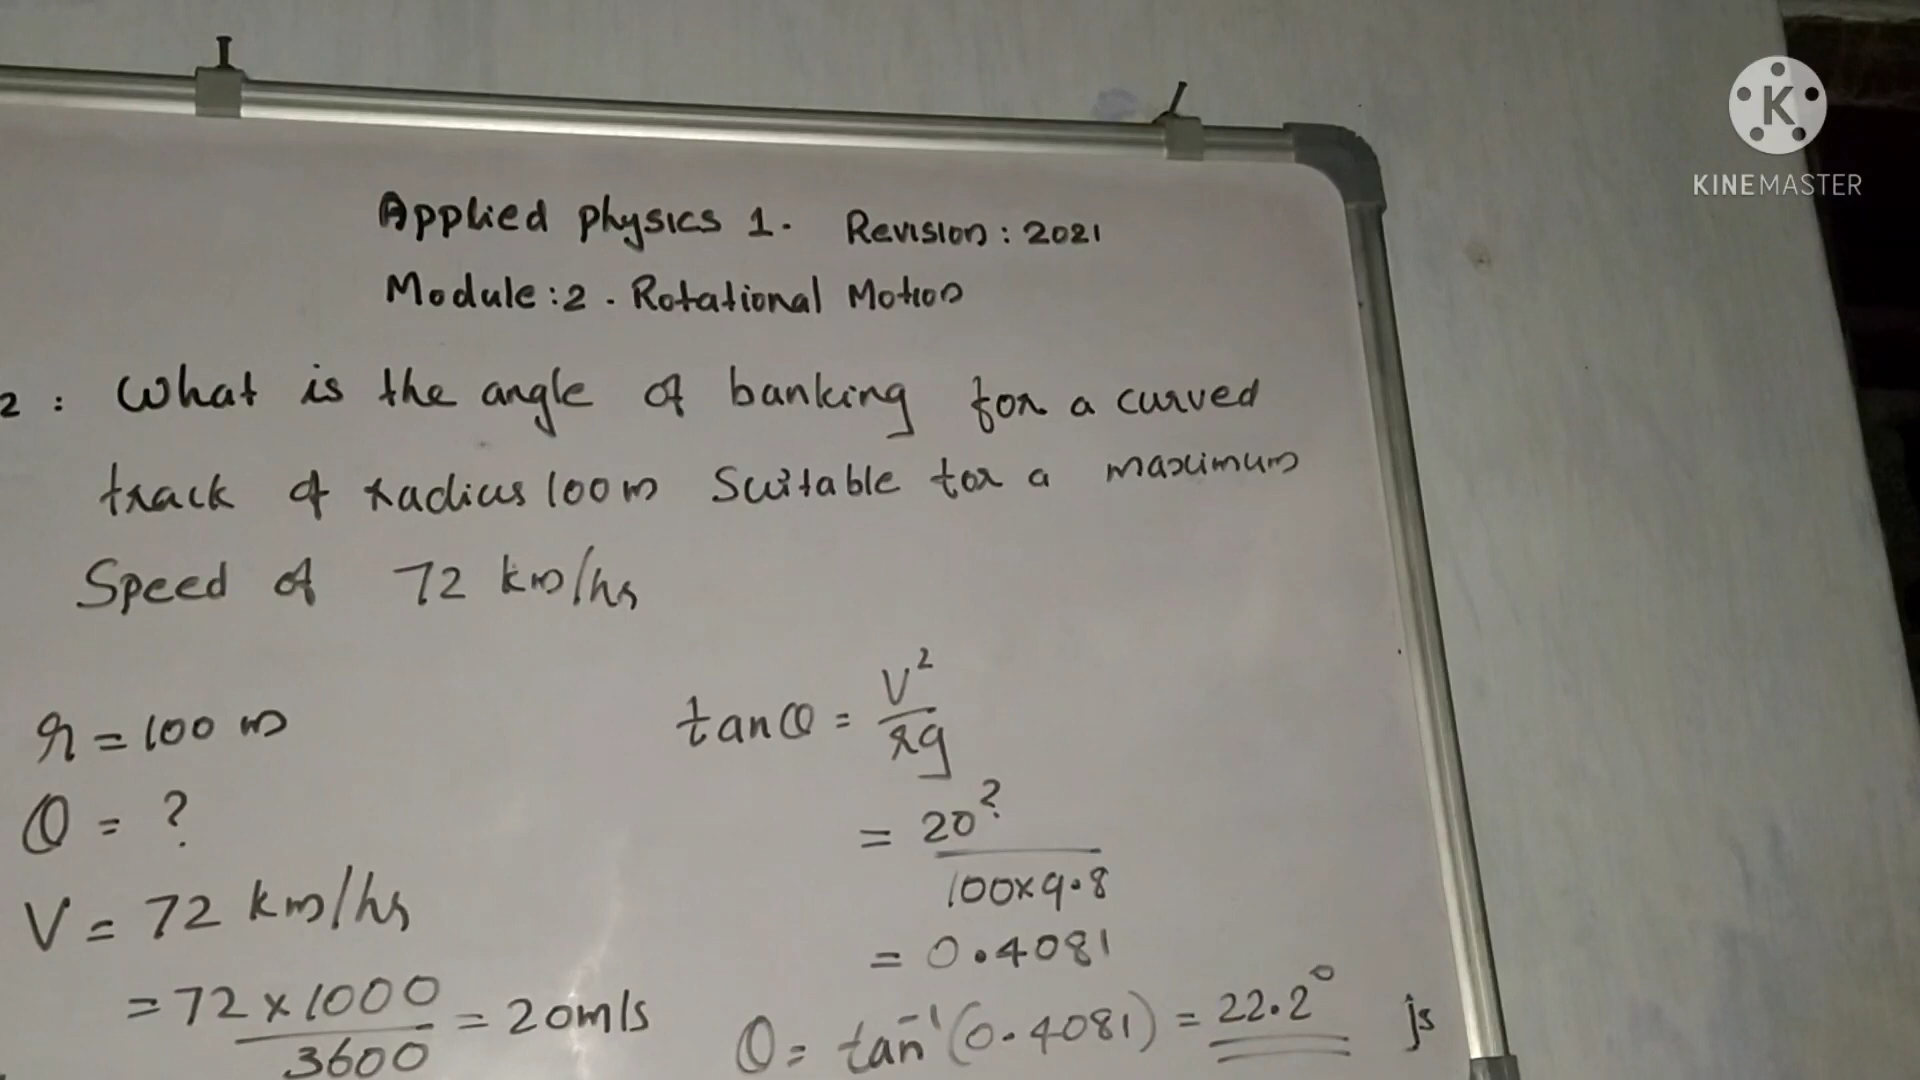 K
KINEMASTER
Applied physics 1. Revision: 2021
Module:2. Rotational Motion
2: What is the angle of banking for a curved
track of radius 100m suitable for a maximum
Speed of 72 km/hr
r = 100 m
θ = ?
V = 72 km/hr
= 72 x 1000 / 3600 = 20m/s
tanθ = V² / rg
= 20² / 100x9.8
= 0.4081
θ = tan⁻¹(0.4081) = 22.2° js